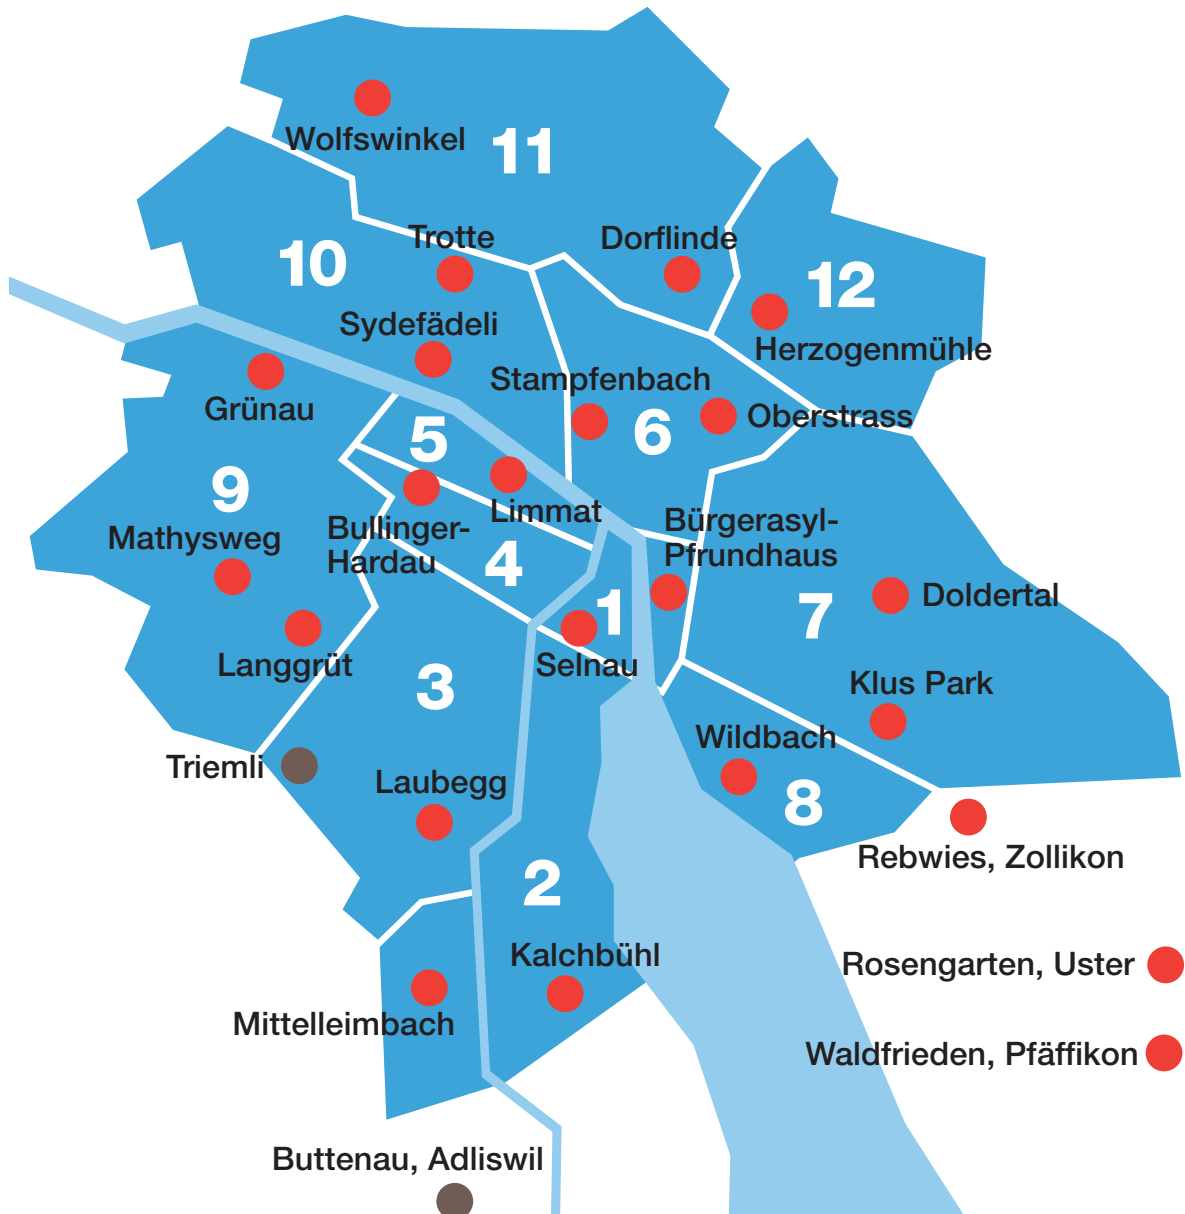 Wolfswinkel
11
Trotte
Dorflinde
10
12
Sydefädeli
Herzogenmühle
Stampfenbach
Grünau
5
6
Oberstrass
9
Limmat
Bürgerasyl-
Pfrundhaus
Mathysweg
Bullinger-
Hardau
4
1
7
Doldertal
Langgrüt
Selnau
3
Klus Park
Wildbach
Triemli
Laubegg
8
Rebwies, Zollikon
2
Kalchbühl
Rosengarten, Uster
Mittelleimbach
Waldfrieden, Pfäffikon
Buttenau, Adliswil